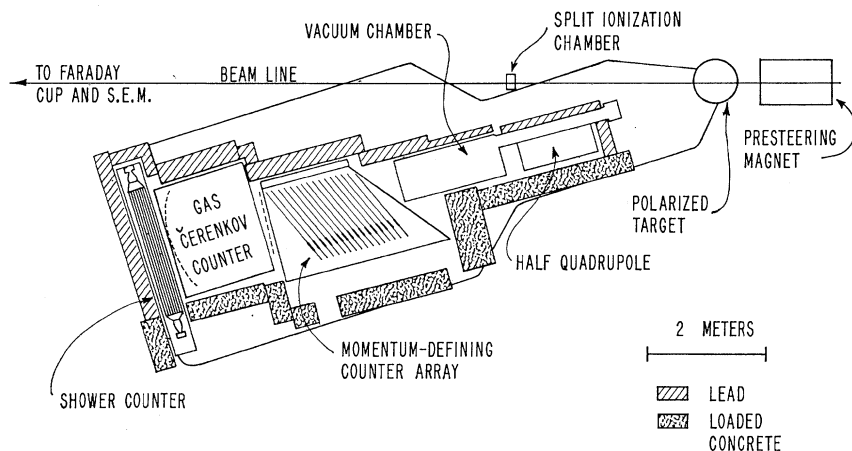 SPLIT IONIZATION
CHAMBER
VACUUM CHAMBER
TO FARADAY
CUP AND S.E.M.
BEAM LINE
PRESTEERING
MAGNET
POLARIZED
TARGET
GAS
ČERENKOV
COUNTER
HALF QUADRUPOLE
MOMENTUM-DEFINING
COUNTER ARRAY
SHOWER COUNTER
2 METERS
LEAD
LOADED
CONCRETE